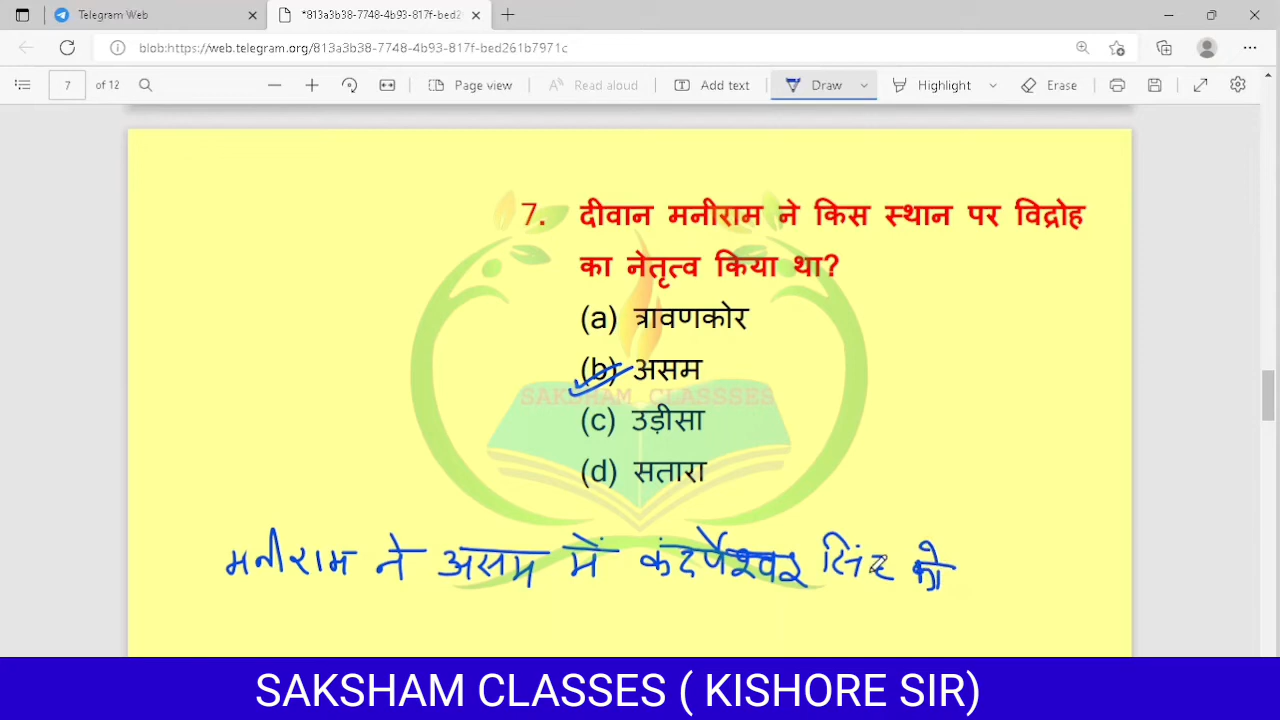 Telegram Web
*813a3b38-7748-4b93-817f-bed2
blob:https://web.telegram.org/813a3b38-7748-4b93-817f-bed261b7971c
7 of 12
Page view
Read aloud
Add text
Draw
Highlight
Erase
7. दीवान मनीराम ने किस स्थान पर विद्रोह
का नेतृत्व किया था?
(a) त्रावणकोर
(b) असम
SAKSHAM CLASSSES
(c) उड़ीसा
(d) सतारा
मनीराम ने असम में कंदर्पेश्वर सिंह को
SAKSHAM CLASSES ( KISHORE SIR)